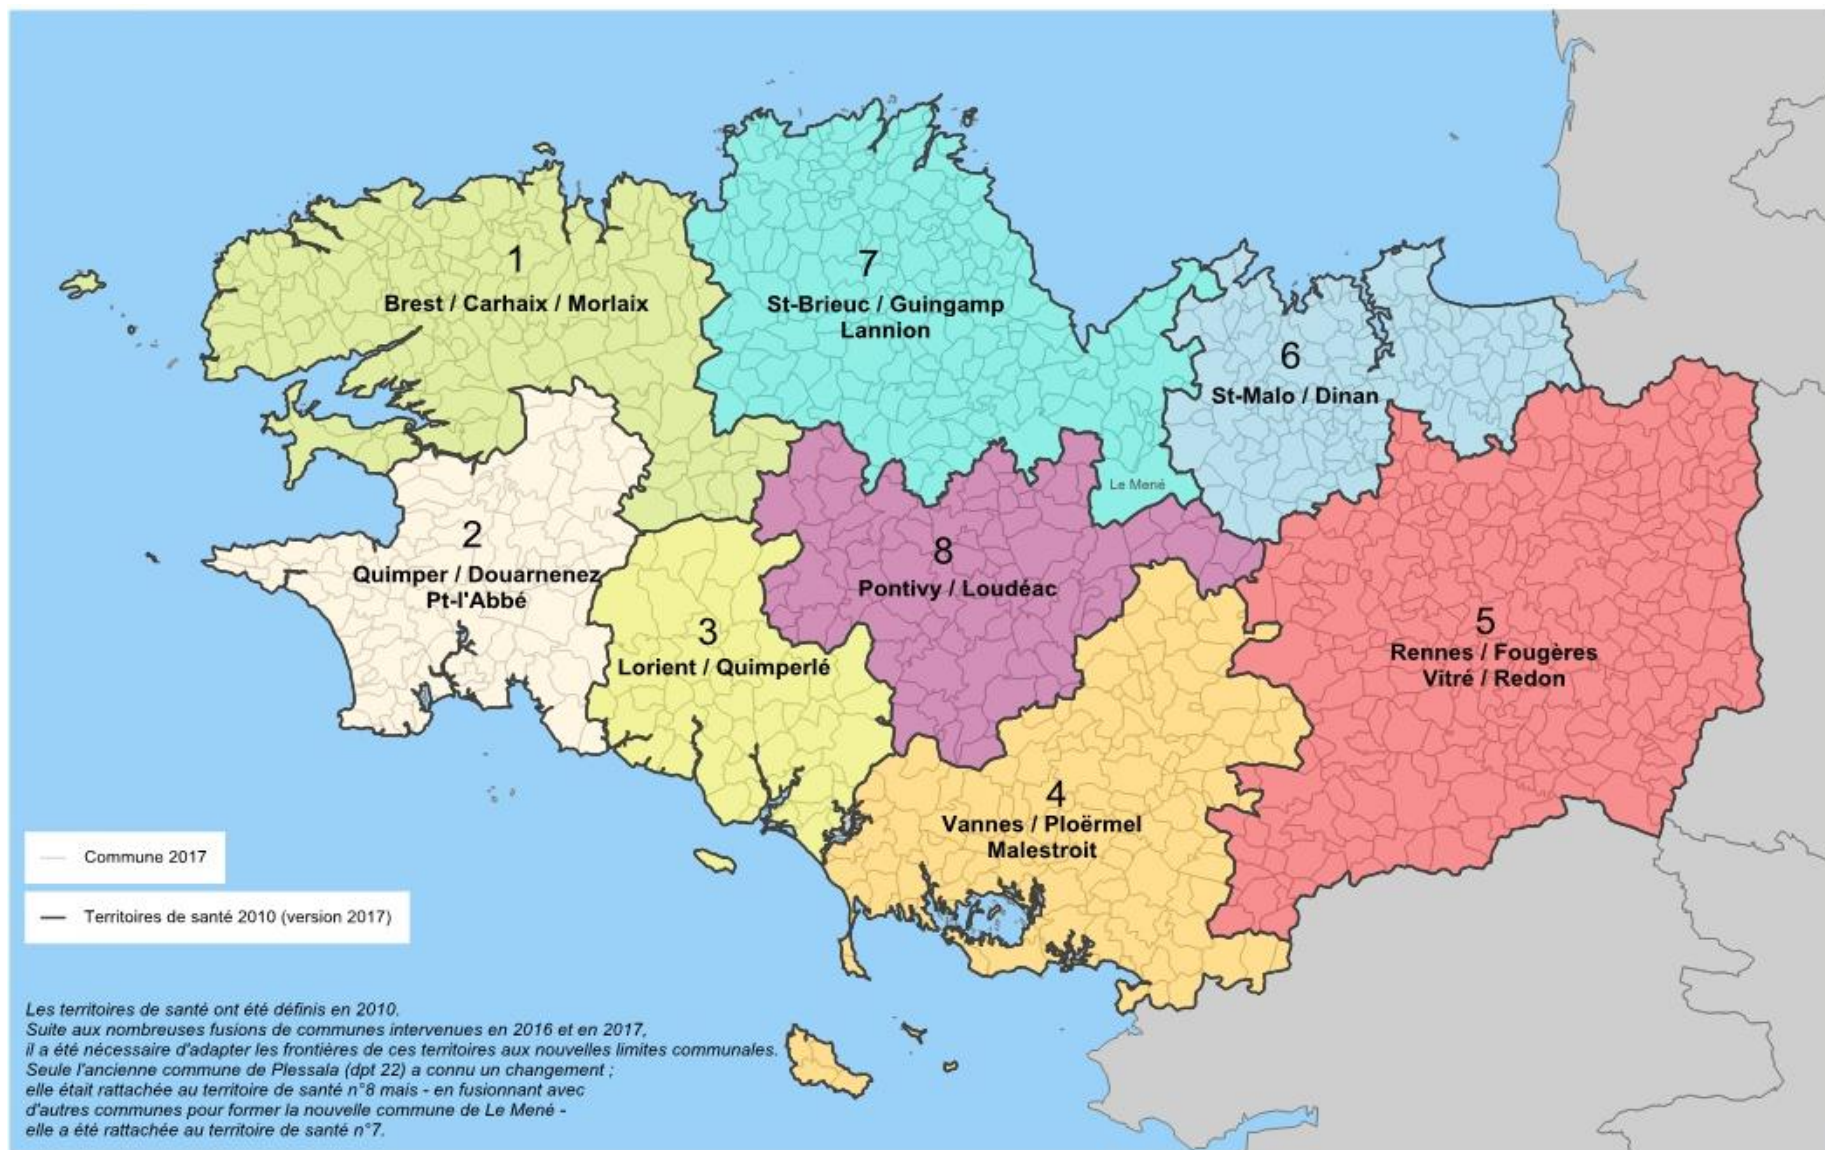 1
Brest / Carhaix / Morlaix
7
St-Brieuc / Guingamp
Lannion
6
St-Malo / Dinan
Le Mené
2
Quimper / Douarnenez
Pt-l'Abbé
8
Pontivy / Loudéac
3
Lorient / Quimperlé
5
Rennes / Fougères
Vitré / Redon
4
Vannes / Ploërmel
Malestroit
Commune 2017
Territoires de santé 2010 (version 2017)
Les territoires de santé ont été définis en 2010.
Suite aux nombreuses fusions de communes intervenues en 2016 et en 2017,
il a été nécessaire d'adapter les frontières de ces territoires aux nouvelles limites communales.
Seule l'ancienne commune de Plessala (dpt 22) a connu un changement ;
elle était rattachée au territoire de santé n°8 mais - en fusionnant avec
d'autres communes pour former la nouvelle commune de Le Mené -
elle a été rattachée au territoire de santé n°7.